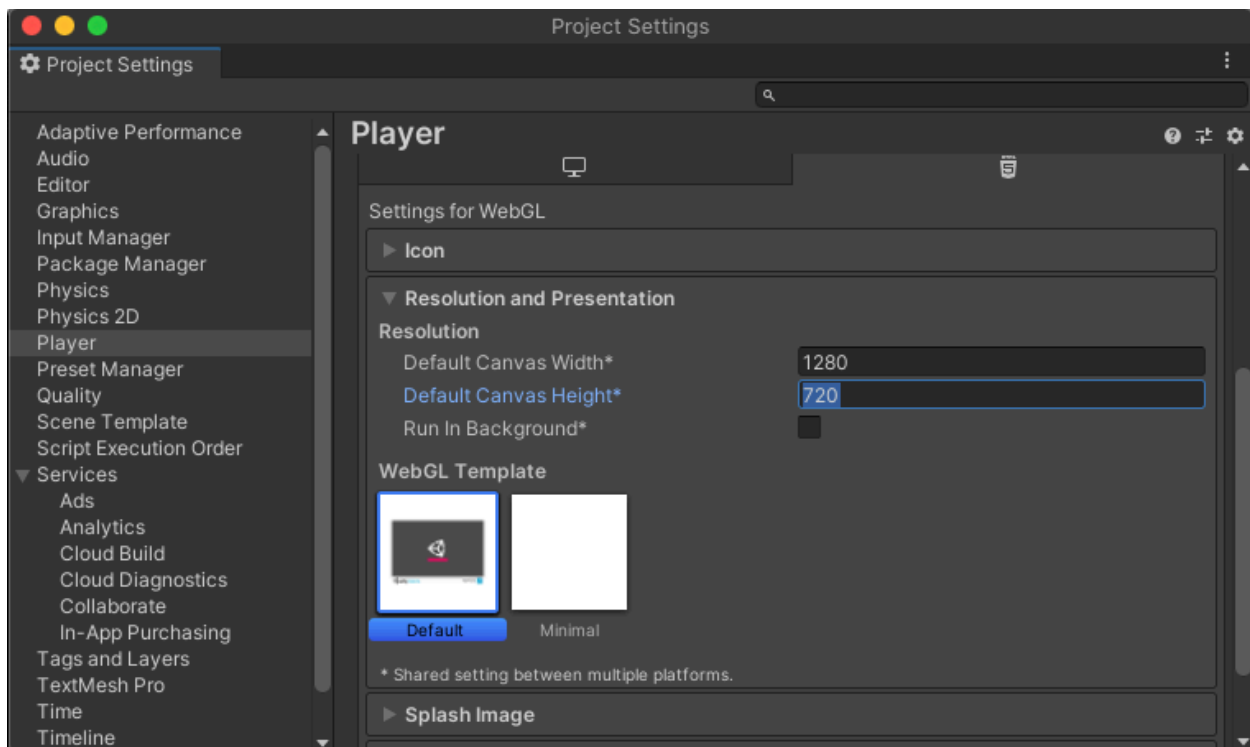 Project Settings
Project Settings
Adaptive Performance
Audio
Editor
Graphics
Input Manager
Package Manager
Physics
Physics 2D
Player
Preset Manager
Quality
Scene Template
Script Execution Order
Services
Ads
Analytics
Cloud Build
Cloud Diagnostics
Collaborate
In-App Purchasing
Tags and Layers
TextMesh Pro
Time
Timeline
Player
Settings for WebGL
Icon
Resolution and Presentation
Resolution
Default Canvas Width* 1280
Default Canvas Height* 720
Run In Background*
WebGL Template
Default Minimal
* Shared setting between multiple platforms.
Splash Image